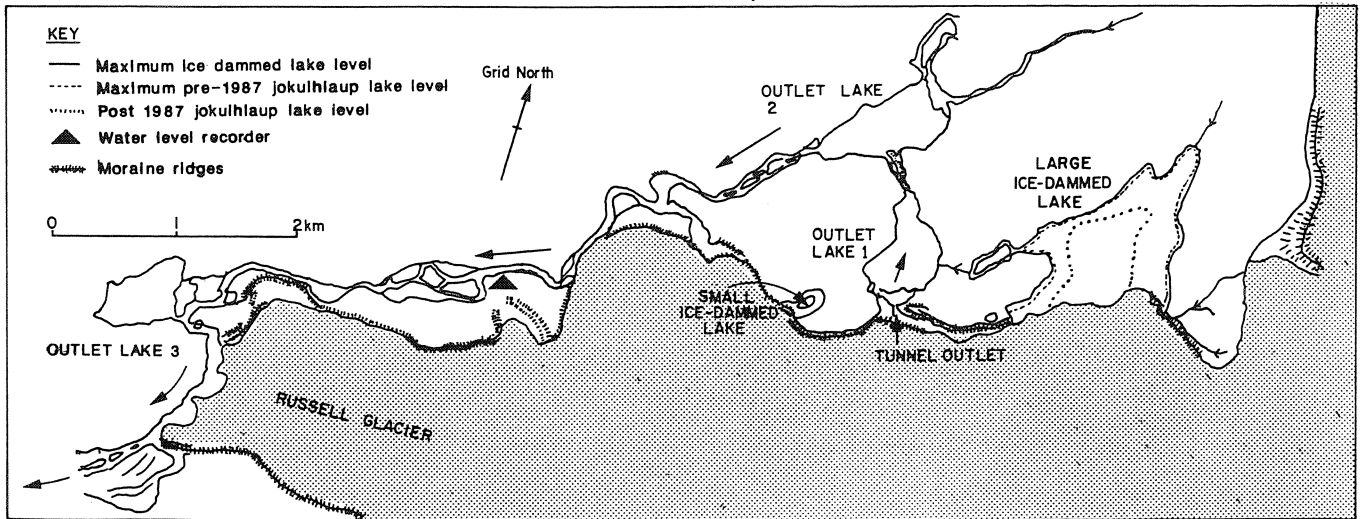 KEY
Maximum ice dammed lake level
Maximum pre-1987 jokulhlaup lake level
Post 1987 jokulhlaup lake level
Water level recorder
Moraine ridges
0 2km
Grid North
OUTLET LAKE
2
LARGE
ICE-DAMMED
LAKE
OUTLET
LAKE 1
SMALL
ICE-DAMMED
LAKE
TUNNEL OUTLET
OUTLET LAKE 3
RUSSELL GLACIER